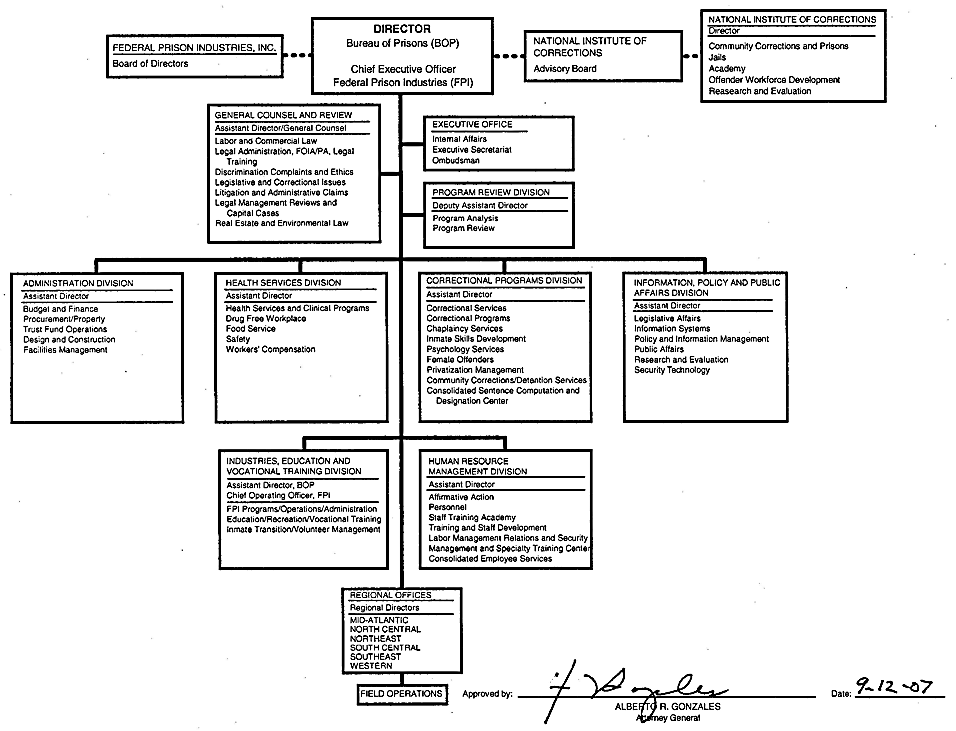 DIRECTOR
Bureau of Prisons (BOP)
Chief Executive Officer
Federal Prison Industries (FPI)
FEDERAL PRISON INDUSTRIES, INC.
Board of Directors
NATIONAL INSTITUTE OF
CORRECTIONS
Advisory Board
NATIONAL INSTITUTE OF CORRECTIONS
Director
Community Corrections and Prisons
Jails
Academy
Offender Workforce Development
Reasearch and Evaluation
GENERAL COUNSEL AND REVIEW
Assistant Director/General Counsel
Labor and Commercial Law
Legal Administration, FOIA/PA, Legal
Training
Discrimination Complaints and Ethics
Legislative and Correctional Issues
Litigation and Administrative Claims
Legal Management Reviews and
Capital Cases
Real Estate and Environmental Law
EXECUTIVE OFFICE
Internal Affairs
Executive Secretariat
Ombudsman
PROGRAM REVIEW DIVISION
Deputy Assistant Director
Program Analysis
Program Review
ADMINISTRATION DIVISION
Assistant Director
Budget and Finance
Procurement/Property
Trust Fund Operations
Design and Construction
Facilities Management
HEALTH SERVICES DIVISION
Assistant Director
Health Services and Clinical Programs
Drug Free Workplace
Food Service
Safety
Workers' Compensation
CORRECTIONAL PROGRAMS DIVISION
Assistant Director
Correctional Services
Correctional Programs
Chaplaincy Services
Inmate Skills Development
Psychology Services
Female Offenders
Privatization Management
Community Corrections/Detention Services
Consolidated Sentence Computation and
Designation Center
INFORMATION, POLICY AND PUBLIC
AFFAIRS DIVISION
Assistant Director
Legislative Affairs
Information Systems
Policy and Information Management
Public Affairs
Research and Evaluation
Security Technology
INDUSTRIES, EDUCATION AND
VOCATIONAL TRAINING DIVISION
Assistant Director, BOP
Chief Operating Officer, FPI
FPI Programs/Operations/Administration
Education/Recreation/Vocational Training
Inmate Transition/Volunteer Management
HUMAN RESOURCE
MANAGEMENT DIVISION
Assistant Director
Affirmative Action
Personnel
Staff Training Academy
Training and Staff Development
Labor Management Relations and Security
Management and Specialty Training Center
Consolidated Employee Services
REGIONAL OFFICES
Regional Directors
MID-ATLANTIC
NORTH CENTRAL
NORTHEAST
SOUTH CENTRAL
SOUTHEAST
WESTERN
FIELD OPERATIONS
Approved by:
ALBERTO R. GONZALES
Attorney General
Date: 9-12-07